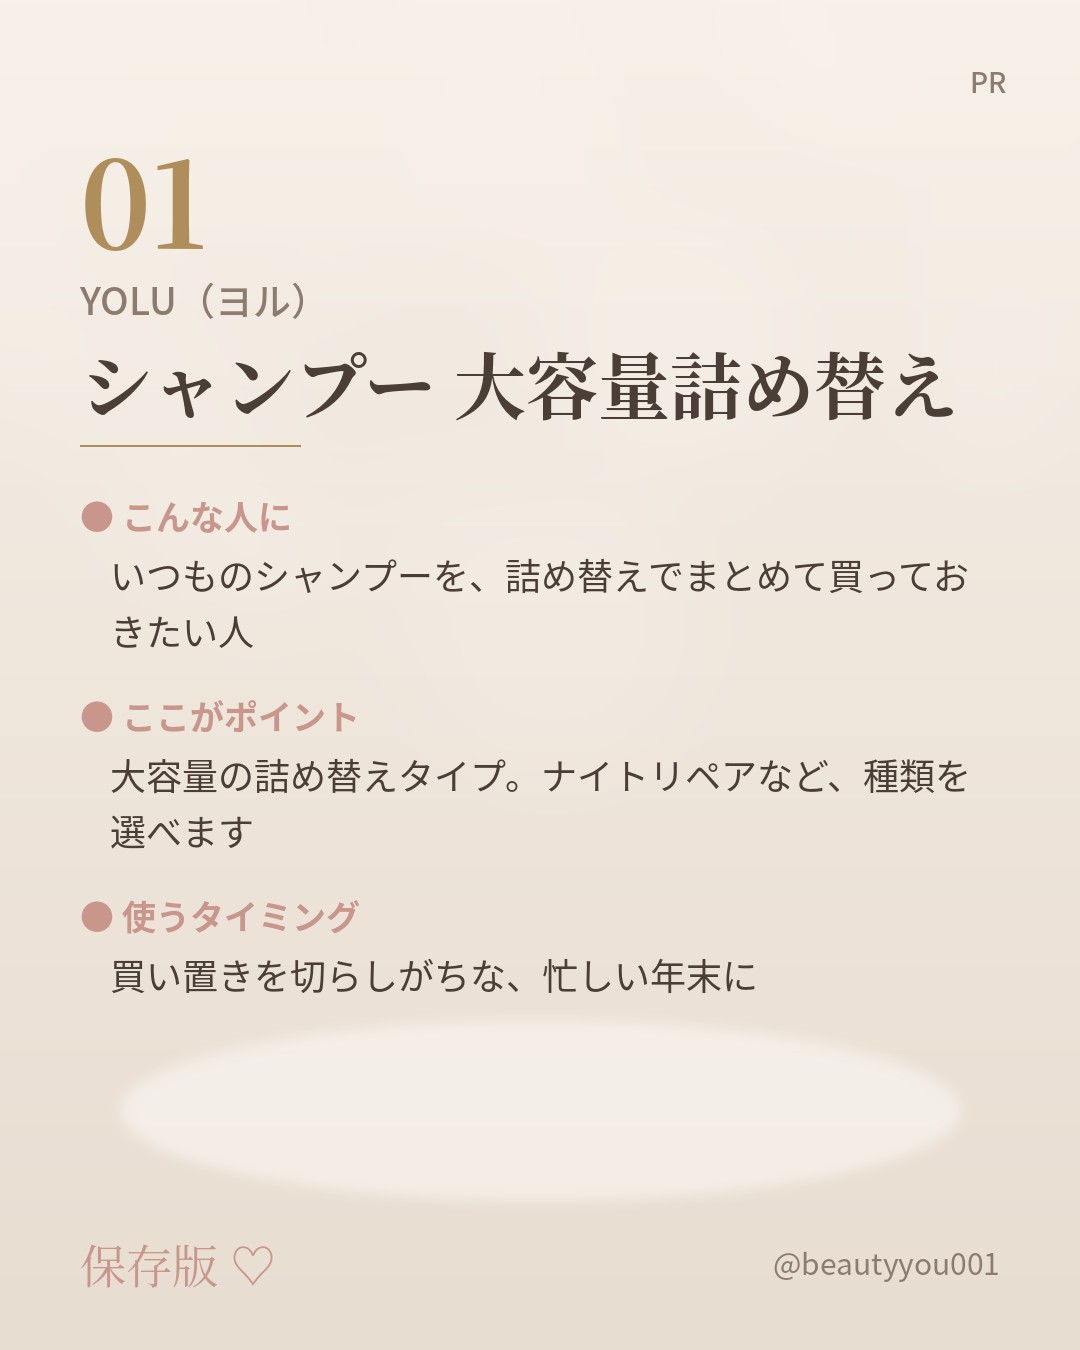 PR
01
YOLU（ヨル）
シャンプー 大容量詰め替え
● こんな人に
いつものシャンプーを、詰め替えでまとめて買ってお
きたい人
● ここがポイント
大容量の詰め替えタイプ。ナイトリペアなど、種類を
選べます
● 使うタイミング
買い置きを切らしがちな、忙しい年末に
保存版 ♡
@beautyyou001